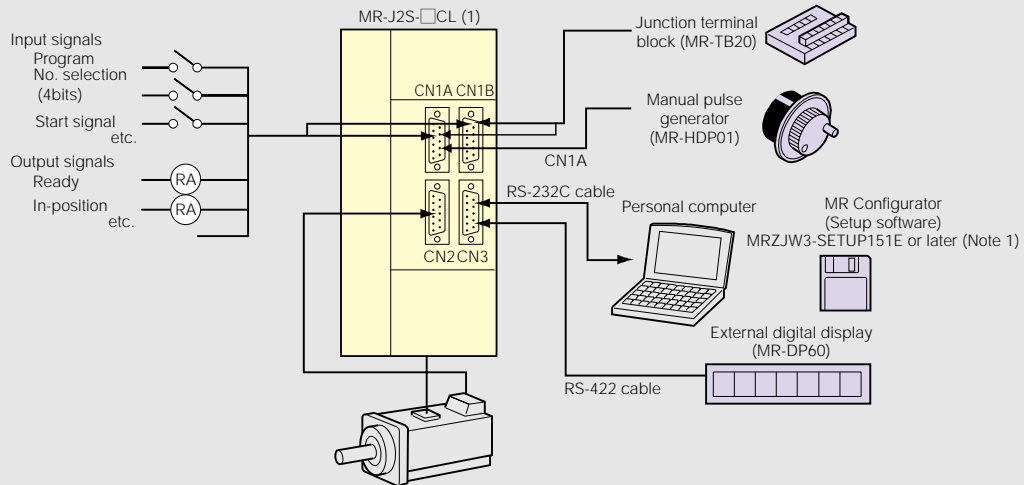 MR-J2S-□CL (1)
Input signals
Program
No. selection
(4bits)
Start signal
etc.
Output signals
Ready
RA
In-position
RA
etc.
CN1A CN1B
CN2 CN3
Junction terminal
block (MR-TB20)
Manual pulse
generator
(MR-HDP01)
CN1A
RS-232C cable
Personal computer
MR Configurator
(Setup software)
MRZJW3-SETUP151E or later (Note 1)
External digital display
(MR-DP60)
RS-422 cable